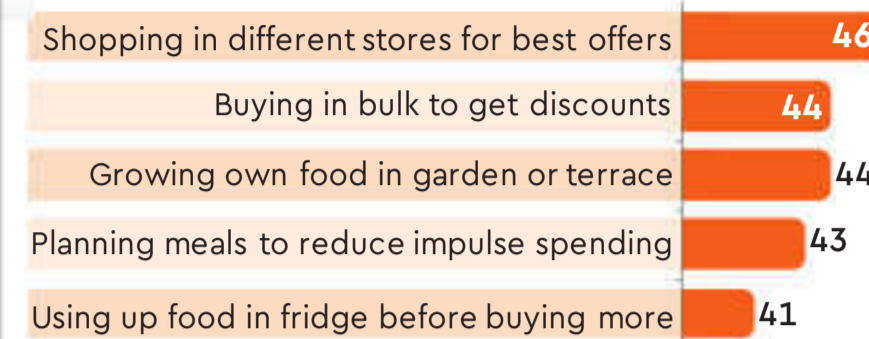 Shopping in different stores for best offers 46
Buying in bulk to get discounts 44
Growing own food in garden or terrace 44
Planning meals to reduce impulse spending 43
Using up food in fridge before buying more 41